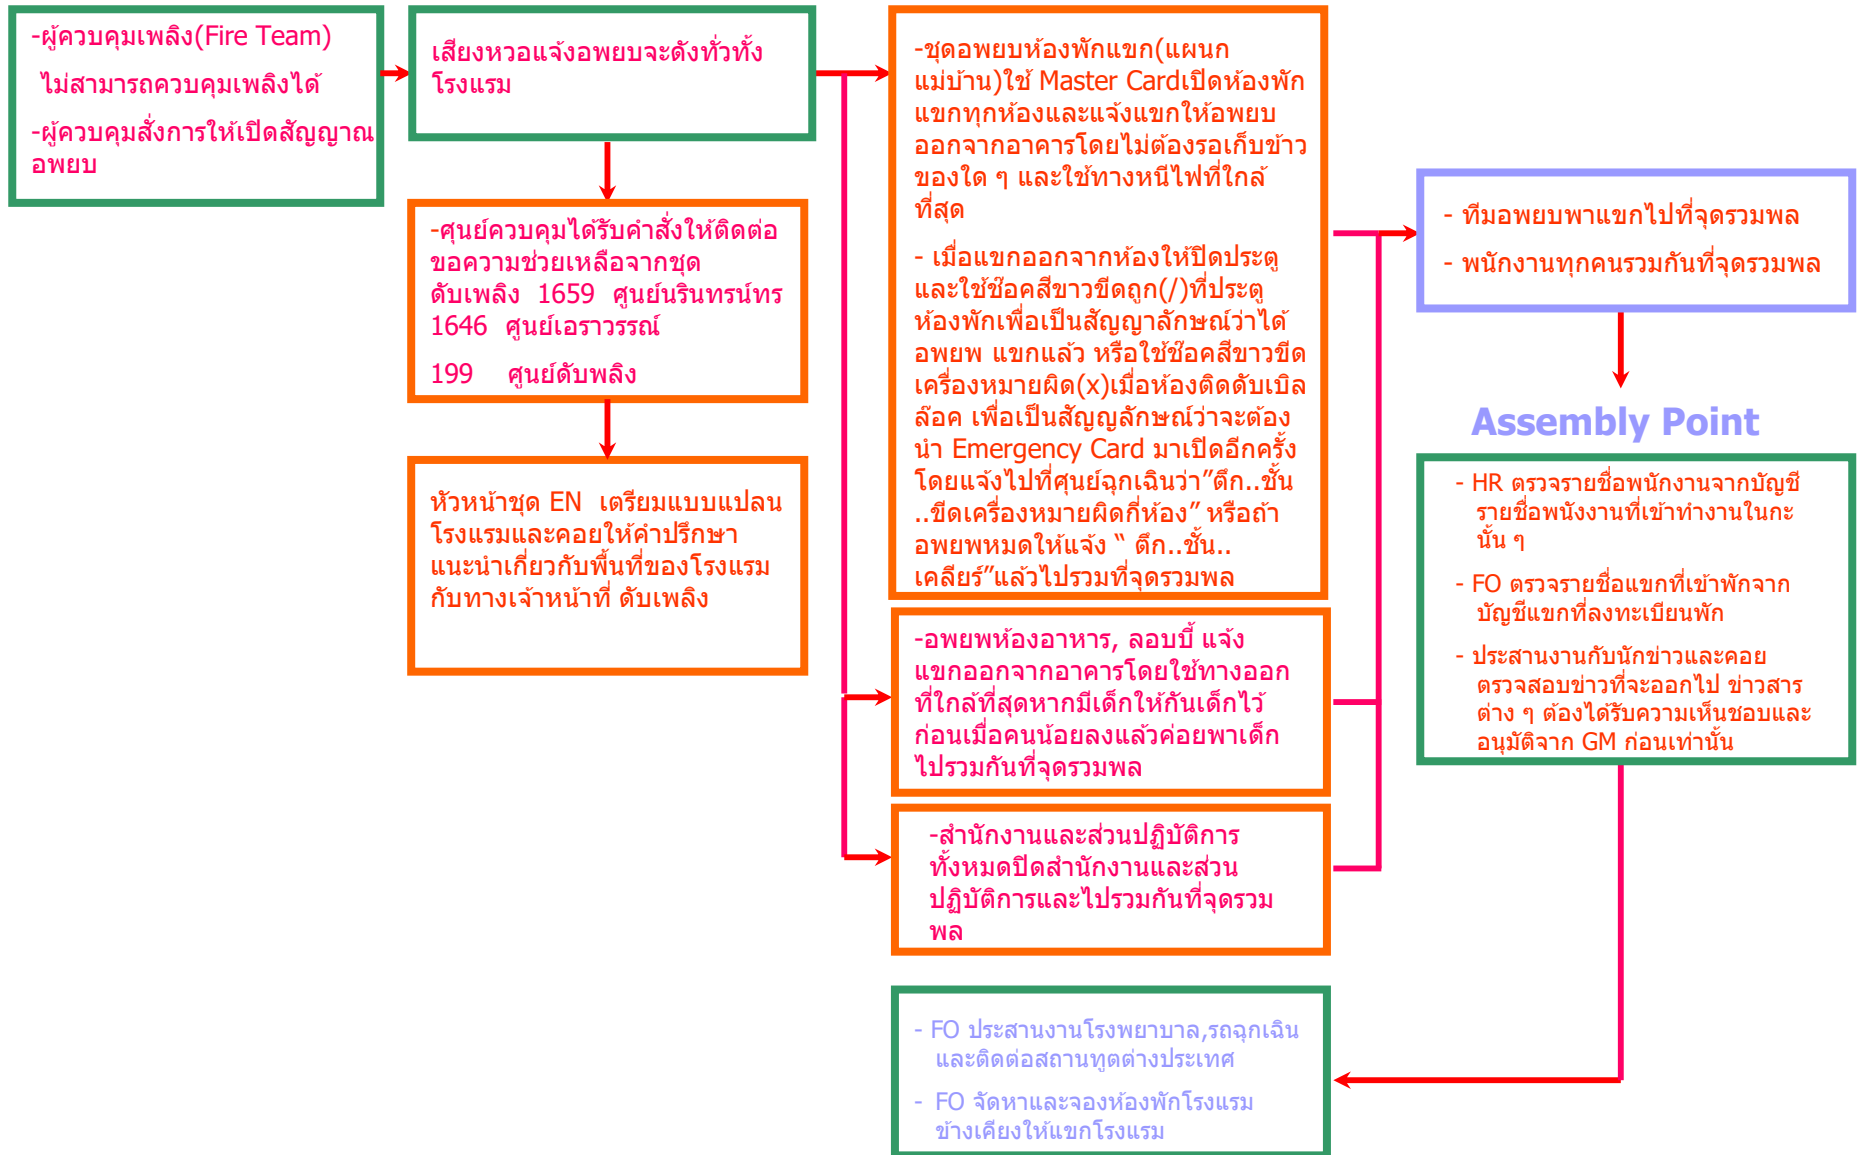 -ผู้ควบคุมเพลิง(Fire Team)
ไม่สามารถควบคุมเพลิงได้
-ผู้ควบคุมสั่งการให้เปิดสัญญาณ
อพยบ
เสียงหวอแจ้งอพยบจะดังทั่วทั้ง
โรงแรม
-ศุนย์ควบคุมได้รับคำสั่งให้ติดต่อ
ขอความช่วยเหลือจากชุด
ดับเพลิง 1659 ศูนย์นรินทรน์ทร
1646 ศูนย์เอราวรรณ์
199 ศูนย์ดับพลิง
หัวหน้าชุด EN เตรียมแบบแปลน
โรงแรมและคอยให้คำปรึกษา
แนะนำเกี่ยวกับพื้นที่ของโรงแรม
กับทางเจ้าหน้าที่ ดับเพลิง
-ชุดอพยบห้องพักแขก(แผนก
แม่บ้าน)ใช้ Master Cardเปิดห้องพัก
แขกทุกห้องและแจ้งแขกให้อพยบ
ออกจากอาคารโดยไม่ต้องรอเก็บข้าว
ของใด ๆ และใช้ทางหนีไฟที่ใกล้
ที่สุด
- เมื่อแขกออกจากห้องให้ปิดประตู
และใช้ช๊อคสีขาวขีดถูก(/)ที่ประตู
ห้องพักเพื่อเป็นสัญญาลักษณ์ว่าได้
อพยพ แขกแล้ว หรือใช้ช๊อคสีขาวขีด
เครื่องหมายผิด(x)เมื่อห้องติดดับเบิล
ล๊อค เพื่อเป็นสัญญลักษณ์ว่าจะต้อง
นำ Emergency Card มาเปิดอีกครั้ง
โดยแจ้งไปที่ศูนย์ฉุกเฉินว่า”ตึก..ชั้น
..ขีดเครื่องหมายผิดกี่ห้อง” หรือถ้า
อพยพหมดให้แจ้ง “ ตึก..ชั้น..
เคลียร์”แล้วไปรวมที่จุดรวมพล
-อพยพห้องอาหาร, ลอบบี้ แจ้ง
แขกออกจากอาคารโดยใช้ทางออก
ที่ใกล้ที่สุดหากมีเด็กให้กันเด็กไว้
ก่อนเมื่อคนน้อยลงแล้วค่อยพาเด็ก
ไปรวมกันที่จุดรวมพล
-สำนักงานและส่วนปฏิบัติการ
ทั้งหมดปิดสำนักงานและส่วน
ปฏิบัติการและไปรวมกันที่จุดรวม
พล
- ทีมอพยบพาแขกไปที่จุดรวมพล
- พนักงานทุกคนรวมกันที่จุดรวมพล
Assembly Point
- HR ตรวจรายชื่อพนักงานจากบัญชี
รายชื่อพนังงานที่เข้าทำงานในกะ
นั้น ๆ
- FO ตรวจรายชื่อแขกที่เข้าพักจาก
บัญชีแขกที่ลงทะเบียนพัก
- ประสานงานกับนักข่าวและคอย
ตรวจสอบข่าวที่จะออกไป ข่าวสาร
ต่าง ๆ ต้องได้รับความเห็นชอบและ
อนุมัติจาก GM ก่อนเท่านั้น
- FO ประสานงานโรงพยาบาล,รถฉุกเฉิน
และติดต่อสถานทูตต่างประเทศ
- FO จัดหาและจองห้องพักโรงแรม
ข้างเคียงให้แขกโรงแรม